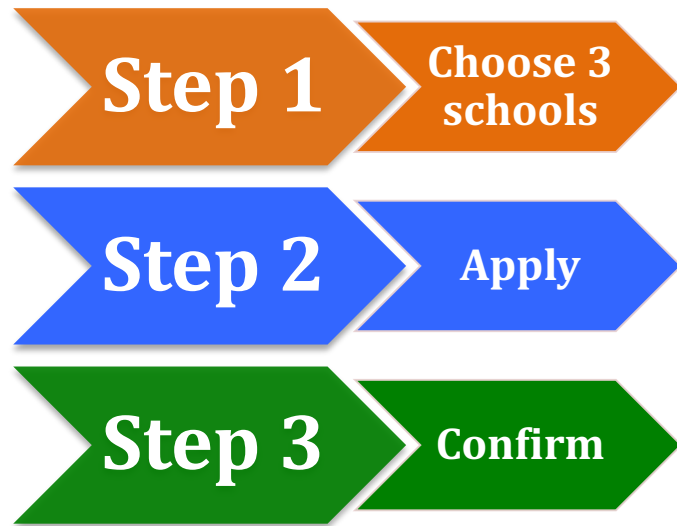 Step 1
Choose 3
schools
Step 2
Apply
Step 3
Confirm